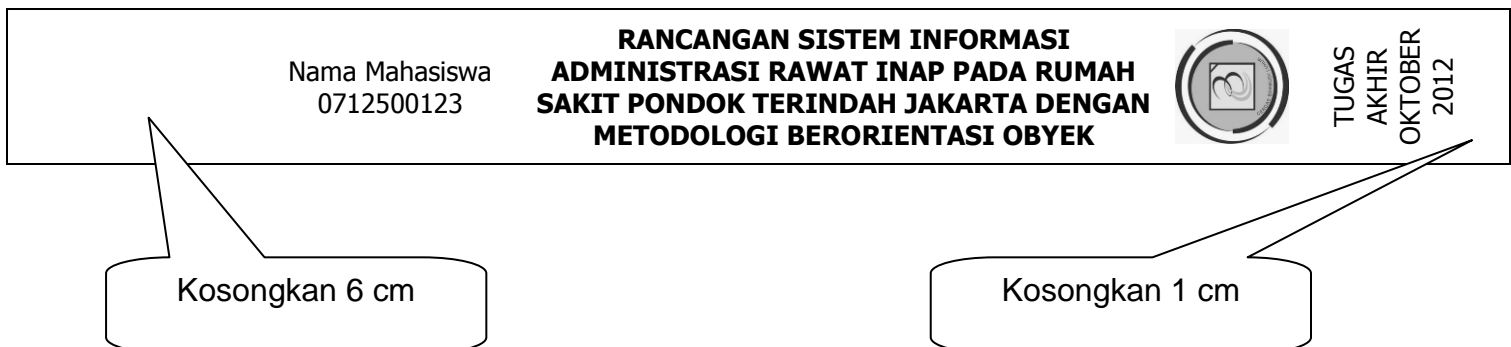 Nama Mahasiswa
0712500123
RANCANGAN SISTEM INFORMASI
ADMINISTRASI RAWAT INAP PADA RUMAH
SAKIT PONDOK TERINDAH JAKARTA DENGAN
METODOLOGI BERORIENTASI OBYEK
TUGAS
AKHIR
OKTOBER
2012
Kosongkan 6 cm
Kosongkan 1 cm